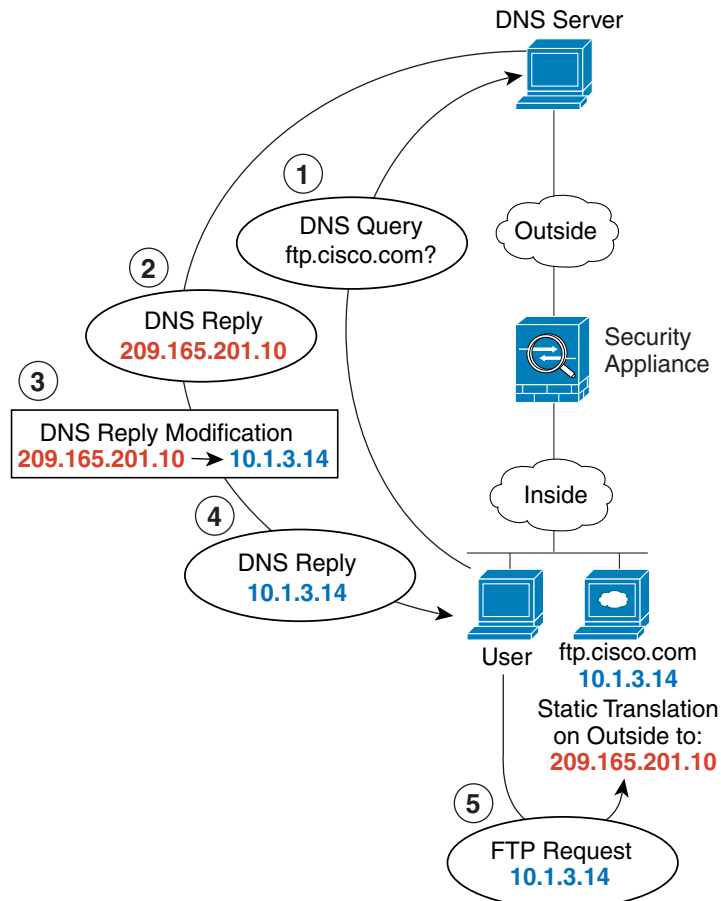 DNS Server
1
DNS Query
ftp.cisco.com?
Outside
2
DNS Reply
209.165.201.10
Security
Appliance
3
DNS Reply Modification
209.165.201.10 → 10.1.3.14
Inside
4
DNS Reply
10.1.3.14
User
ftp.cisco.com
10.1.3.14
Static Translation
on Outside to:
209.165.201.10
5
FTP Request
10.1.3.14